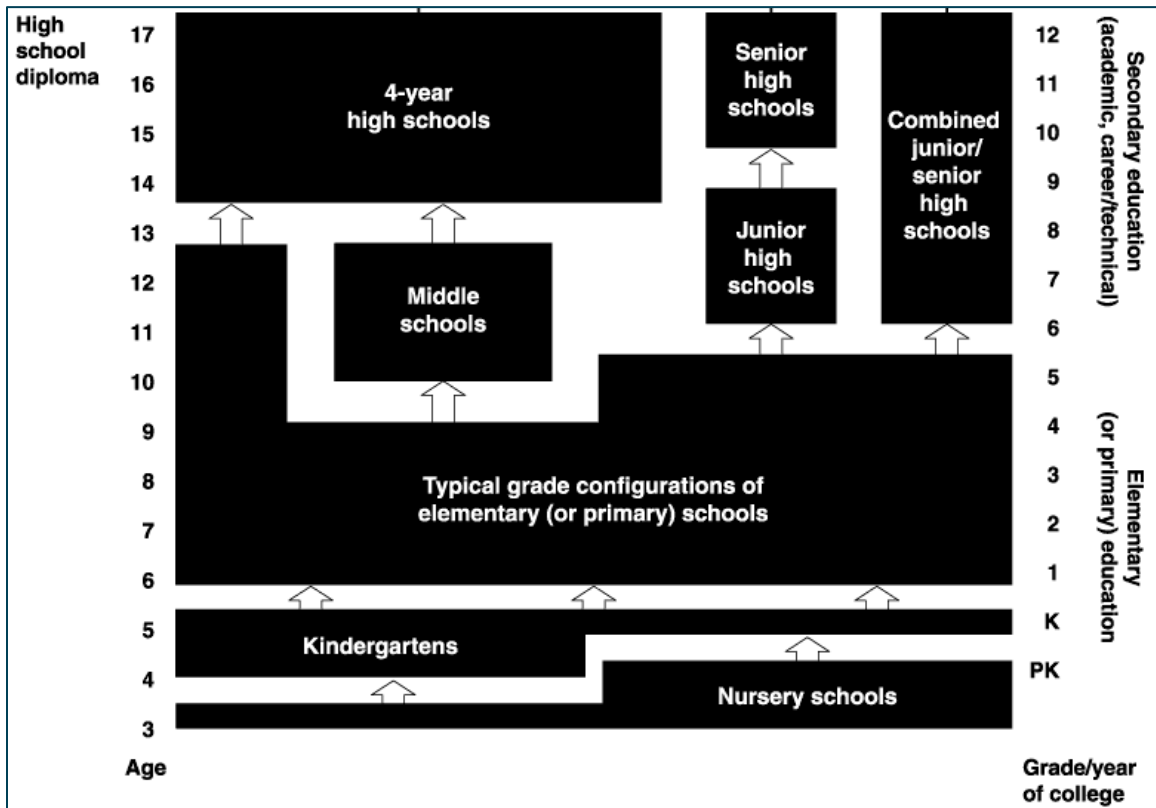 High
school
diploma
17
16
15
14
13
12
11
10
9
8
7
6
5
4
3
Age
4-year
high schools
Middle
schools
Senior
high
schools
Junior
high
schools
Combined
junior/
senior
high
schools
Typical grade configurations of
elementary (or primary) schools
Kindergartens
Nursery schools
12
11
10
9
8
7
6
5
4
3
2
1
K
PK
Grade/year
of college
Secondary education
(academic, career/technical)
Elementary
(or primary) education